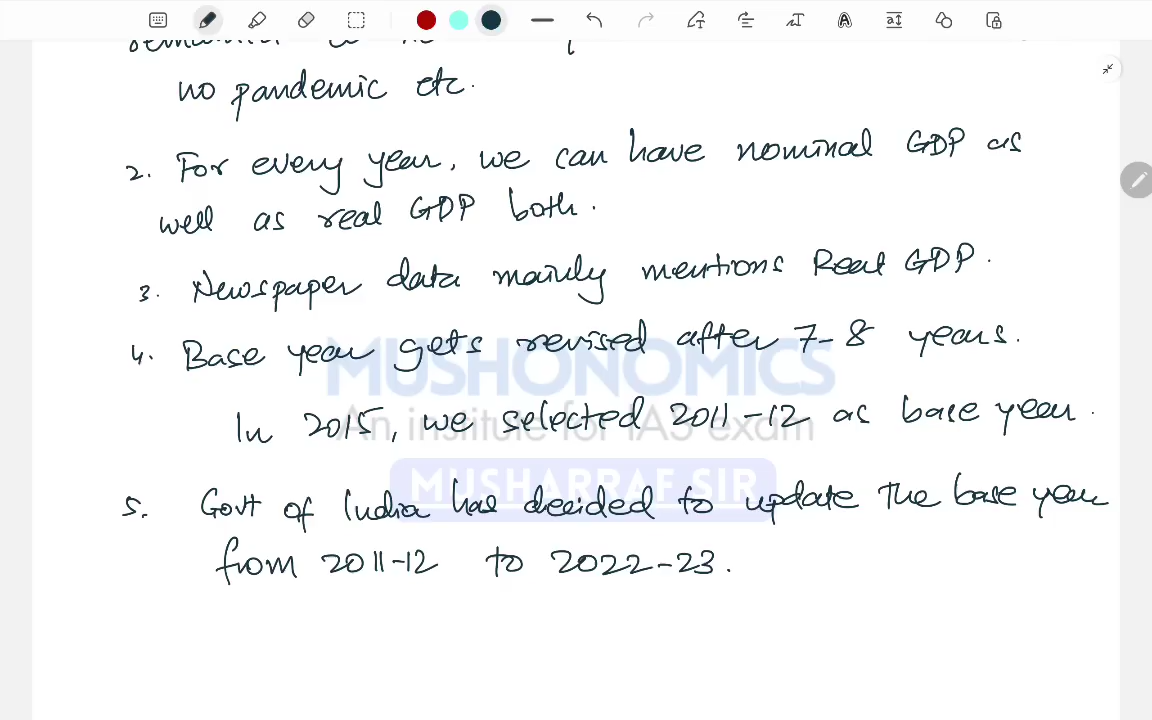 no pandemic etc.
2. For every year, we can have nominal GDP as
well as real GDP both.
3. Newspaper data mainly mentions Real GDP.
4. Base year gets revised after 7-8 years.
MUSHONOMICS
In 2015, we selected 2011-12 as base year.
An institute for IAS exam
MUSHARRAF SIR
5. Govt of India has decided to update the base year
from 2011-12 to 2022-23.